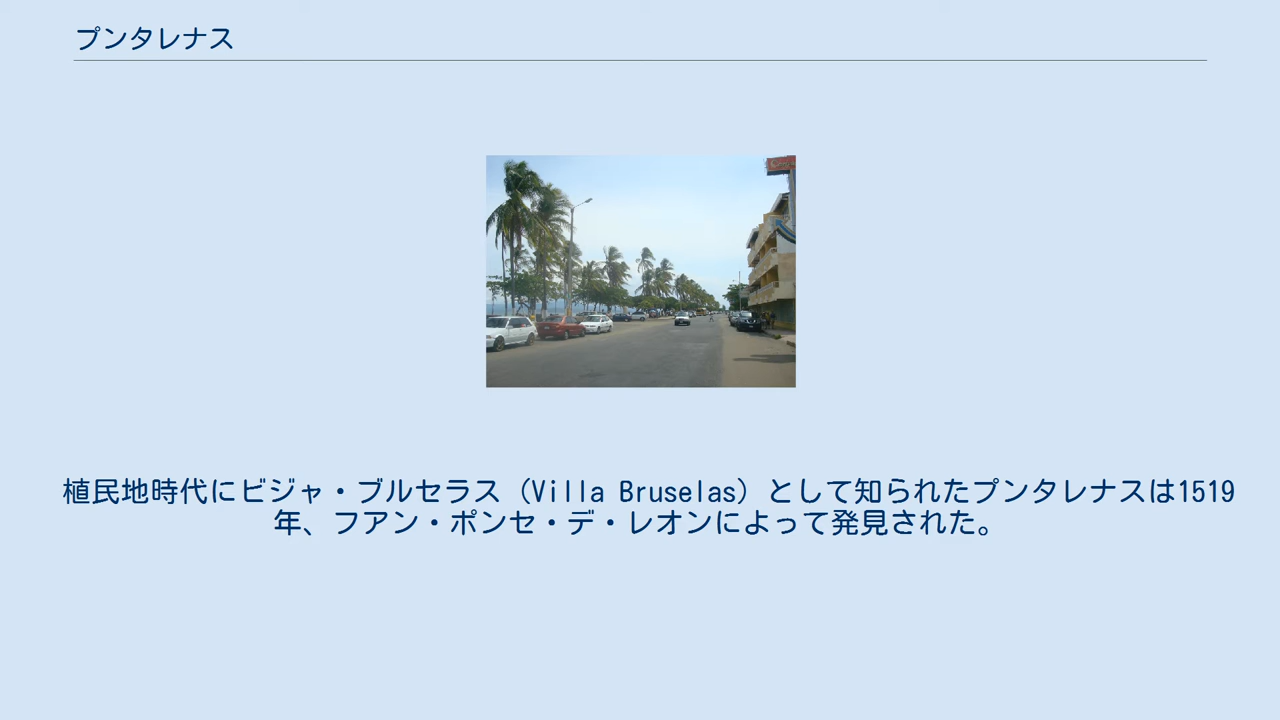 プンタレナス
植民地時代にビジャ・ブルセラス（Villa Bruselas）として知られたプンタレナスは1519
年、フアン・ポンセ・デ・レオンによって発見された。